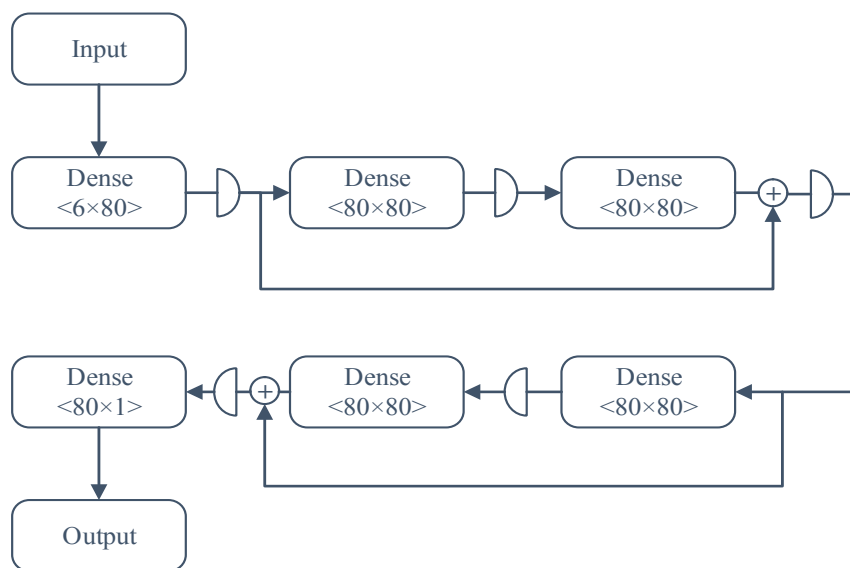 Input
Dense
<6×80>
Dense
<80×80>
Dense
<80×80>
+
Dense
<80×1>
+
Dense
<80×80>
Dense
<80×80>
Output